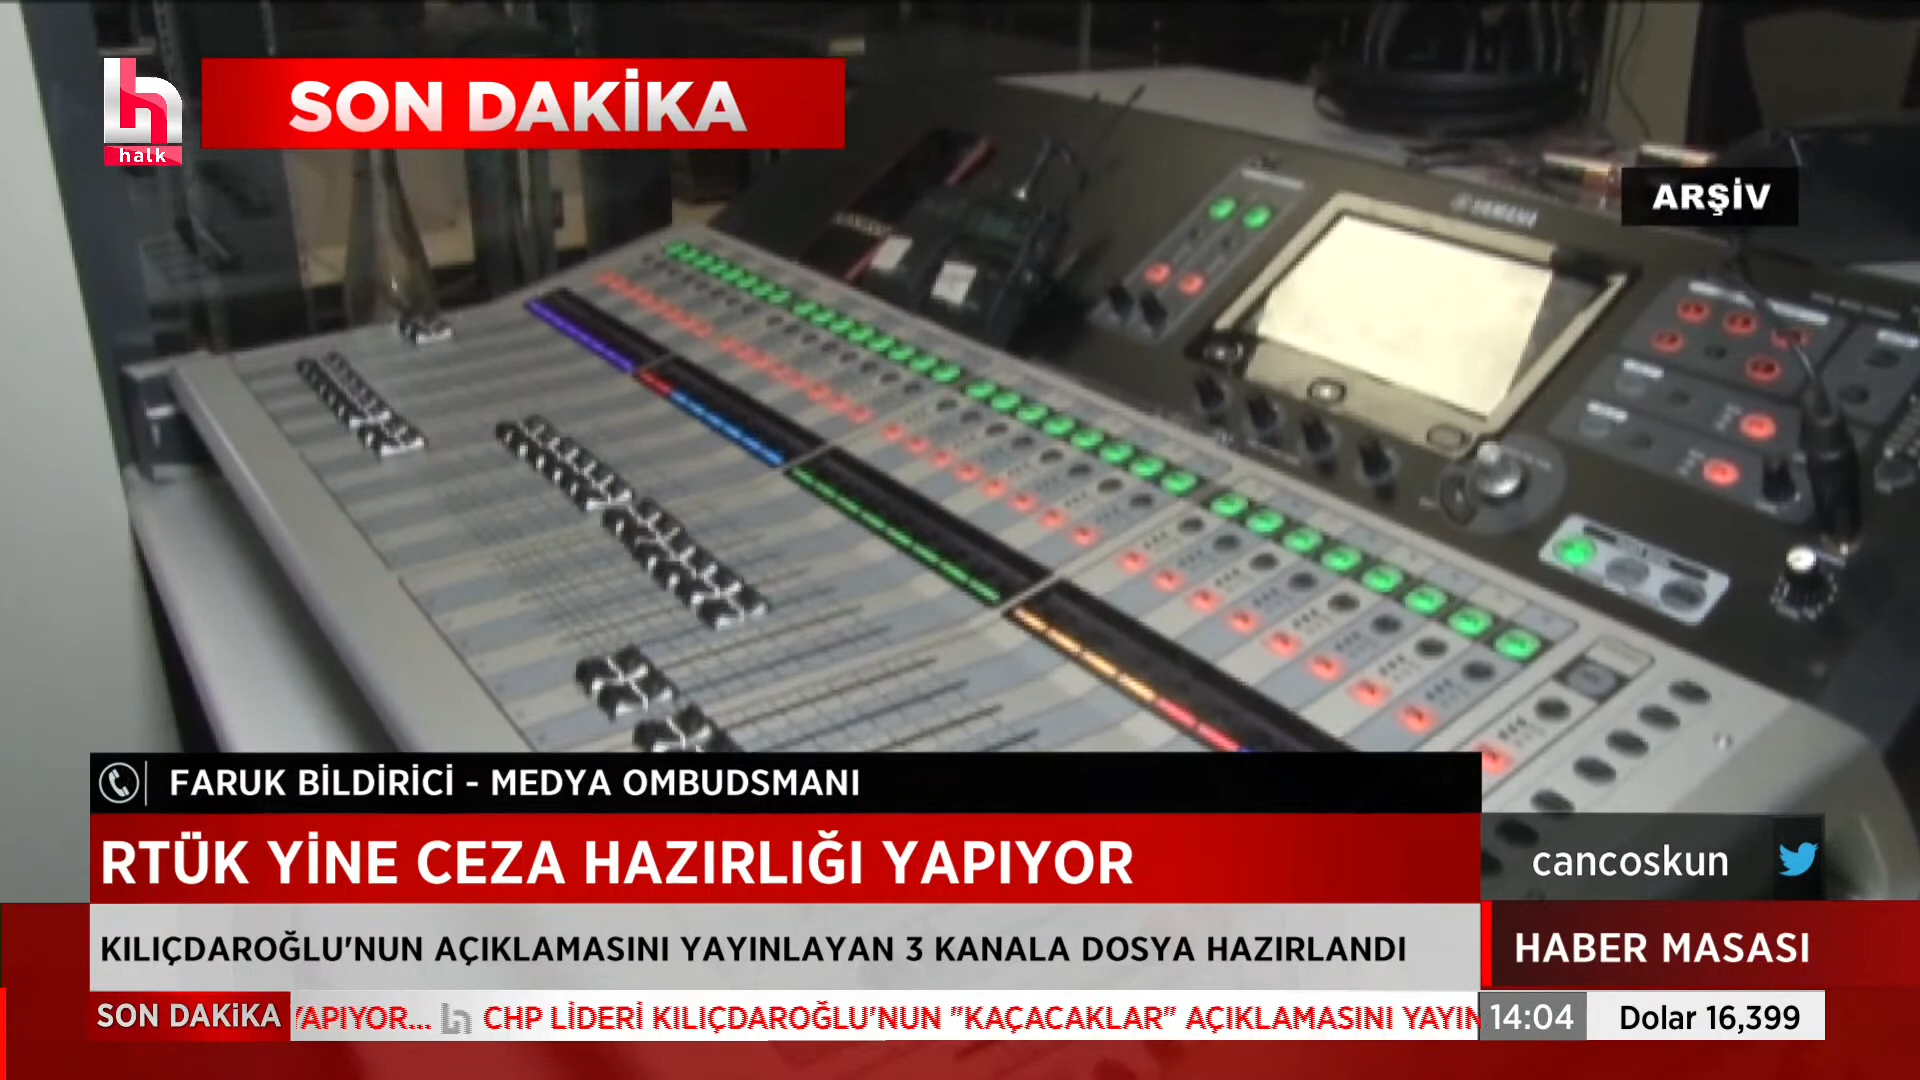 halk
SON DAKİKA
ARŞİV
YAMAHA
FARUK BİLDİRİCİ - MEDYA OMBUDSMANI
RTÜK YİNE CEZA HAZIRLIĞI YAPIYOR
cancoskun
KILIÇDAROĞLU'NUN AÇIKLAMASINI YAYINLAYAN 3 KANALA DOSYA HAZIRLANDI
HABER MASASI
SON DAKİKA YAPIYOR... CHP LİDERİ KILIÇDAROĞLU'NUN "KAÇACAKLAR" AÇIKLAMASINI YAYIN 14:04 Dolar 16,399